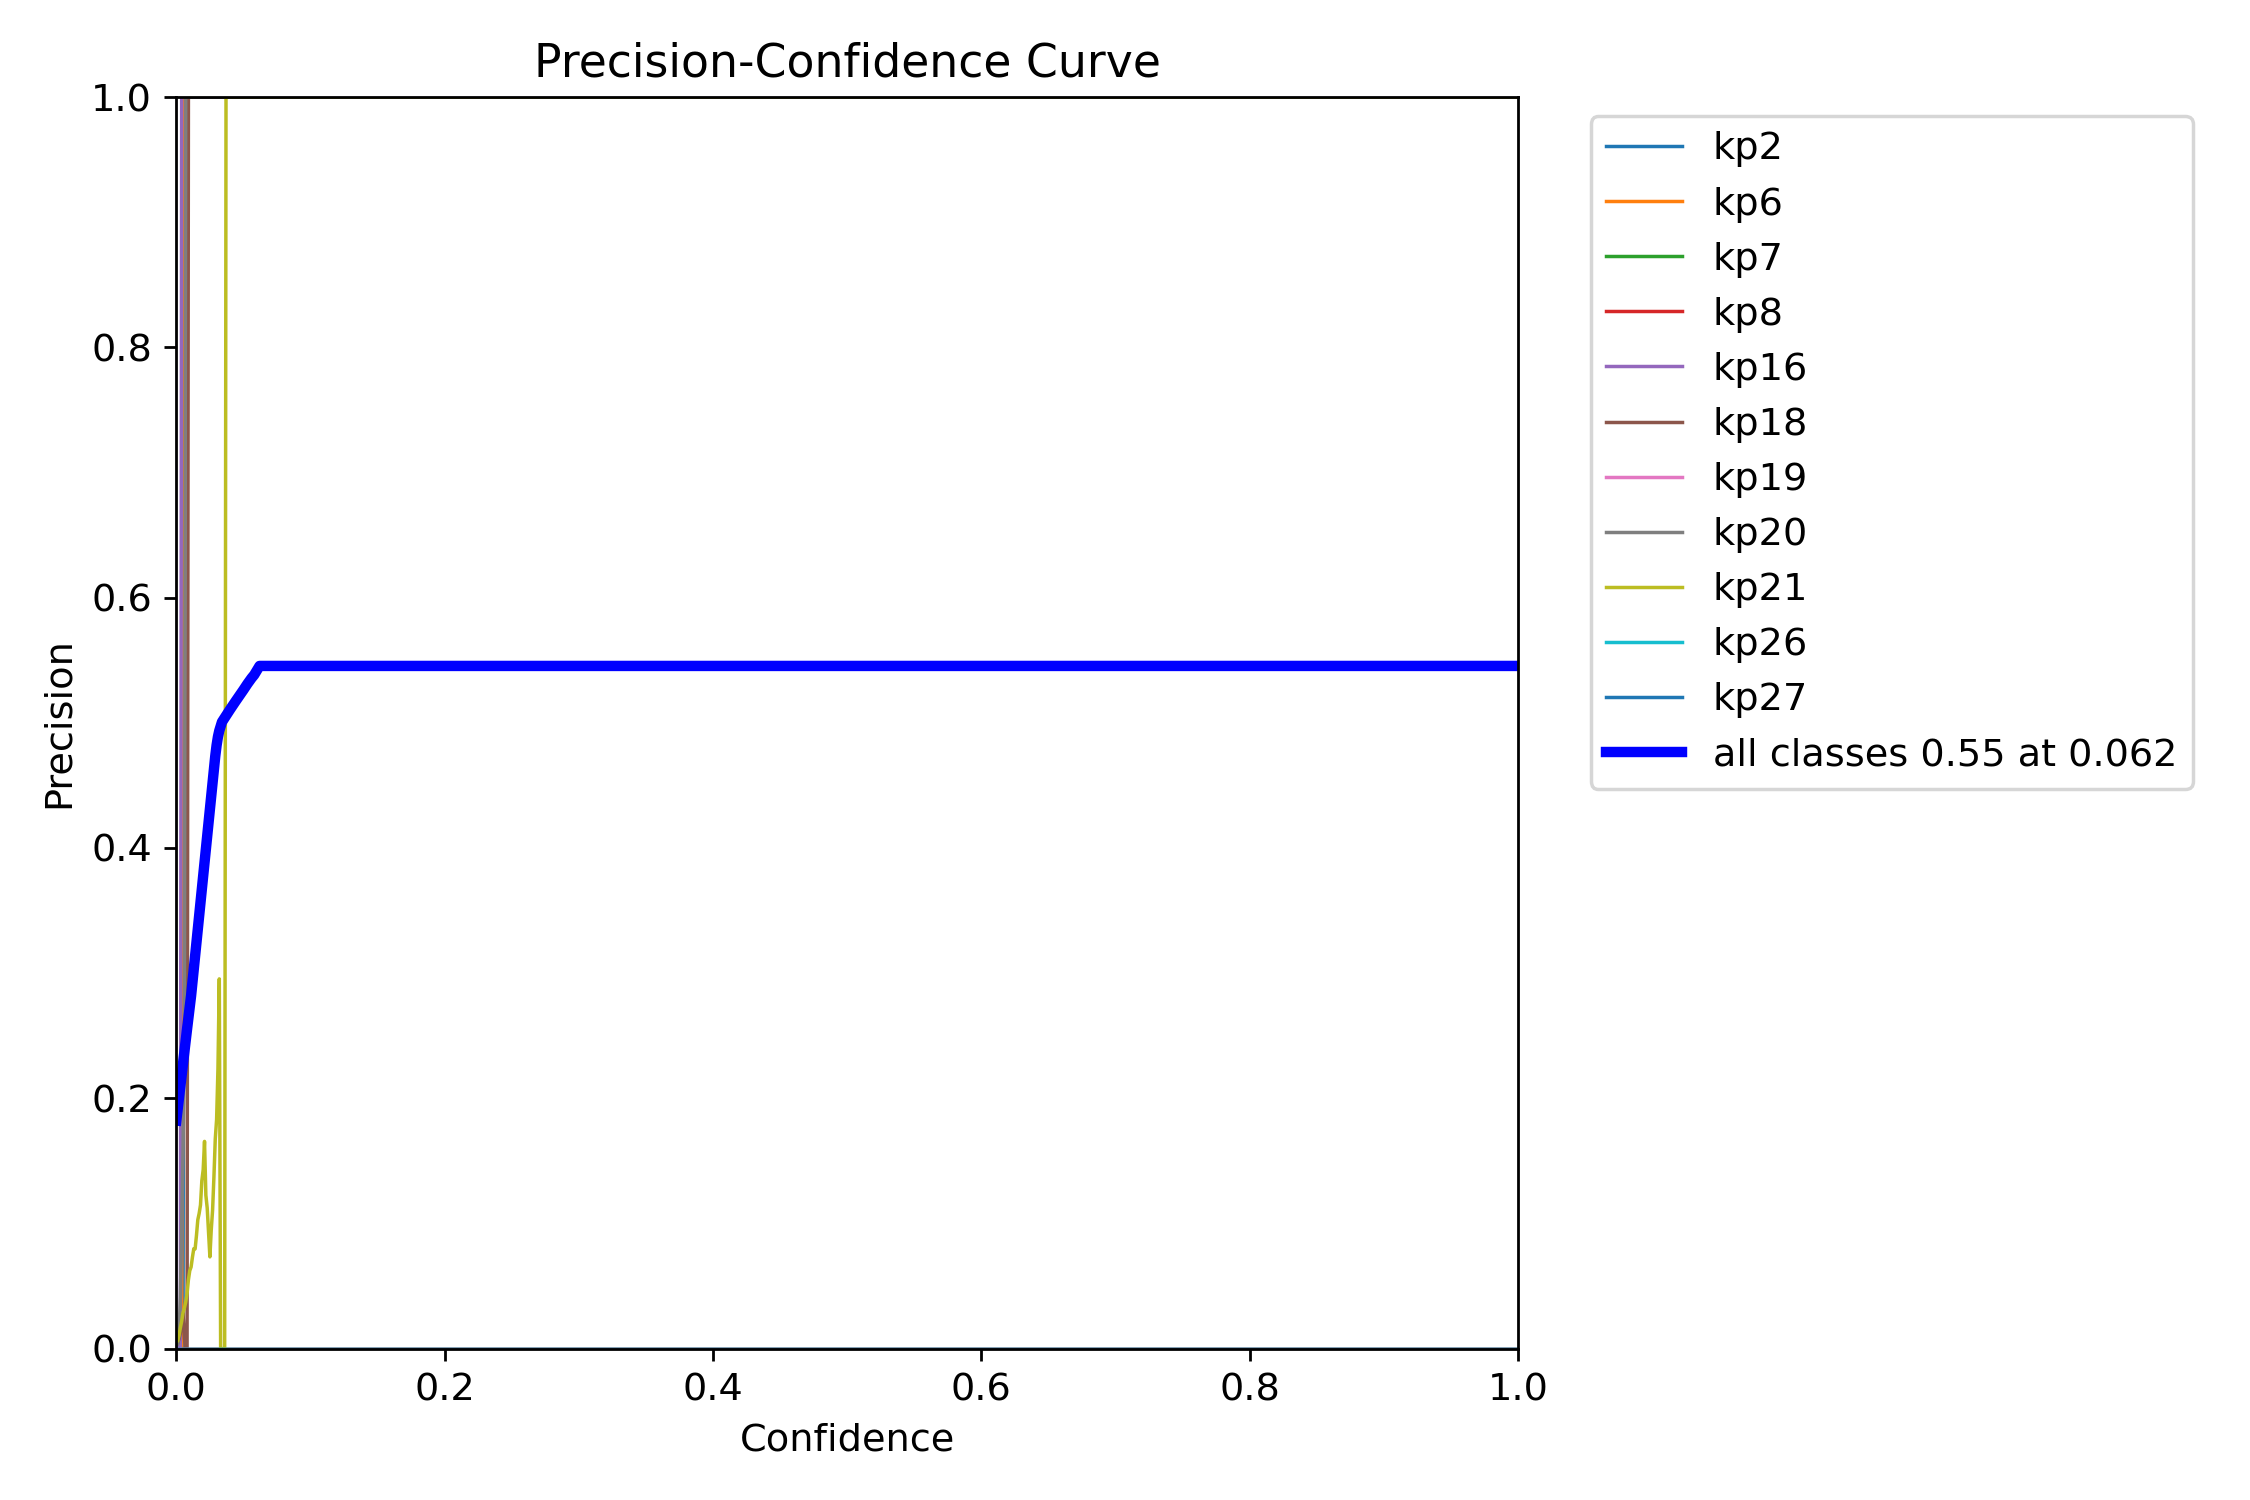 Precision-Confidence Curve
1.0
0.8
0.6
0.4
0.2
0.0
Precision
0.0 0.2 0.4 0.6 0.8 1.0
Confidence
kp2
kp6
kp7
kp8
kp16
kp18
kp19
kp20
kp21
kp26
kp27
all classes 0.55 at 0.062